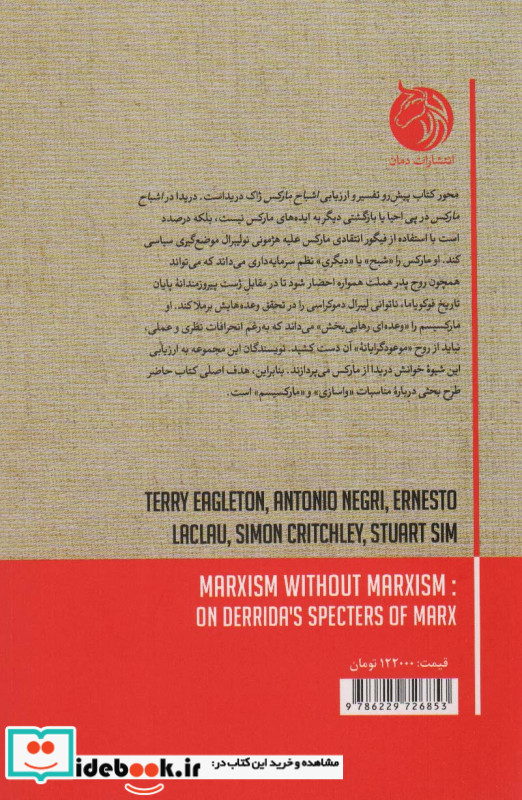 انتشارات دمان
محور کتاب پیش‌رو تفسیر و ارزیابی اشباح مارکس ژاک دریداست. دریدا در اشباح
مارکس در پی احیا یا بازگشتی دیگر به ایده‌های مارکس نیست، بلکه درصدد
است با استفاده از فیگور انتقادی مارکس علیه هژمونی نولیبرال موضع‌گیری سیاسی
کند. او مارکس را «شبح» یا «دیگریِ» نظم سرمایه‌داری می‌داند که می‌تواند
همچون روح پدر هملت همواره احضار شود تا در مقابل ژست پیروزمندانهٔ پایان
تاریخ فوکویاما، ناتوانی لیبرال دموکراسی را در تحقق وعده‌هایش برملا کند. او
مارکسیسم را «وعده‌ای رهایی‌بخش» می‌داند که به‌رغم انحرافات نظری و عملی،
نباید از روح «موعودگرایانهٔ» آن دست کشید. نویسندگان این مجموعه به ارزیابی
این شیوهٔ خوانش دریدا از مارکس می‌پردازند. بنابراین، هدف اصلی کتاب حاضر
طرح بحثی دربارهٔ مناسبات «واسازی» و «مارکسیسم» است.
TERRY EAGLETON, ANTONIO NEGRI, ERNESTO
LACLAU, SIMON CRITCHLEY, STUART SIM
MARXISM WITHOUT MARXISM :
ON DERRIDA'S SPECTERS OF MARX
قیمت: ۱۲۲۰۰۰ تومان
9 786229 726853
مشاهده و خرید این کتاب در:
idebook.ir